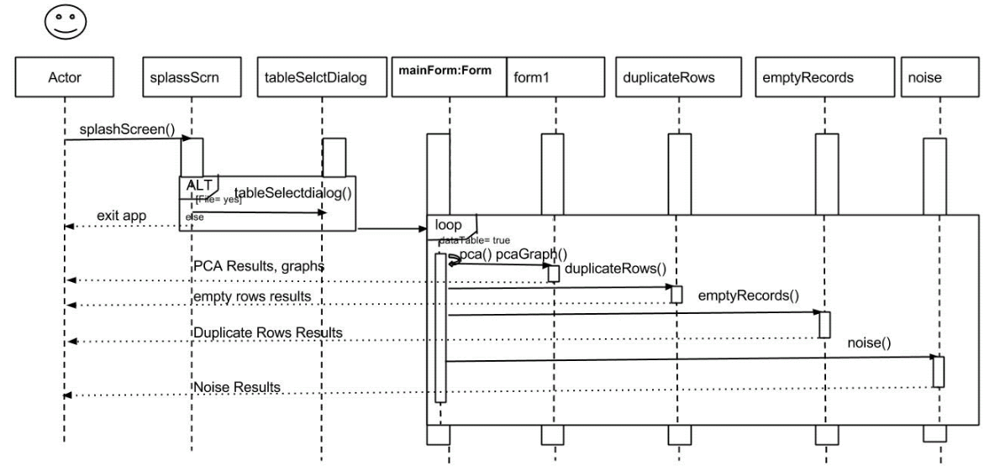 Actor
splassScrn
tableSelctDialog
mainForm:Form
form1
duplicateRows
emptyRecords
noise
splashScreen()
ALT
tableSelectdialog()
[File= yes]
else
exit app
loop
dataTable= true
pca() pcaGraph()
PCA Results, graphs
duplicateRows()
empty rows results
emptyRecords()
Duplicate Rows Results
noise()
Noise Results